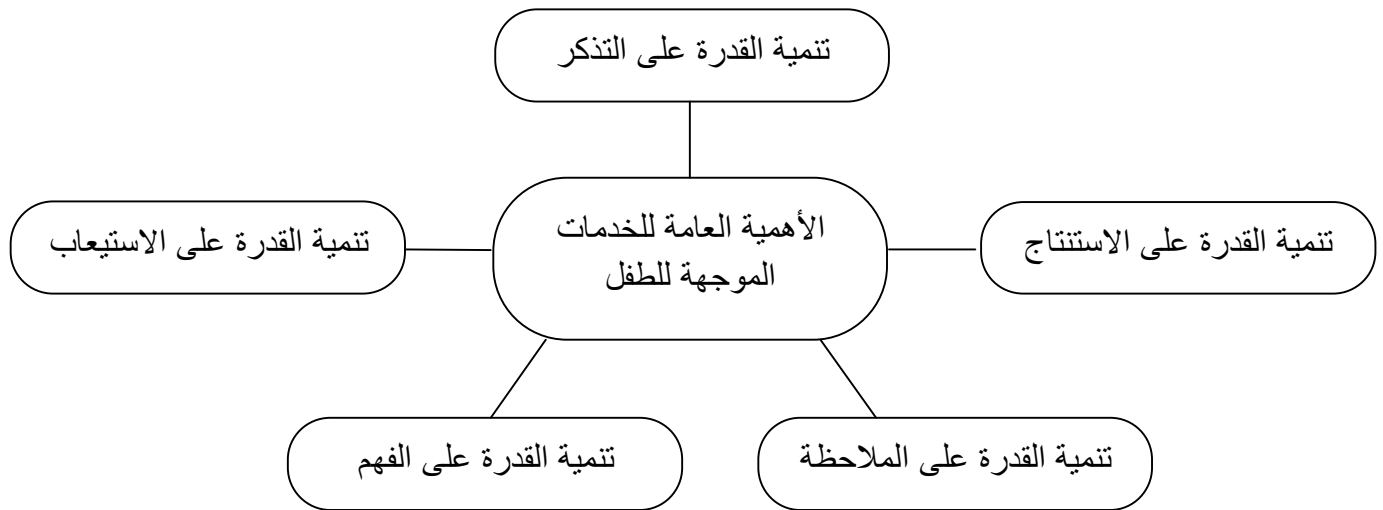 تنمية القدرة على التذكر
الأهمية العامة للخدمات
الموجهة للطفل
تنمية القدرة على الاستنتاج
تنمية القدرة على الاستيعاب
تنمية القدرة على الملاحظة
تنمية القدرة على الفهم